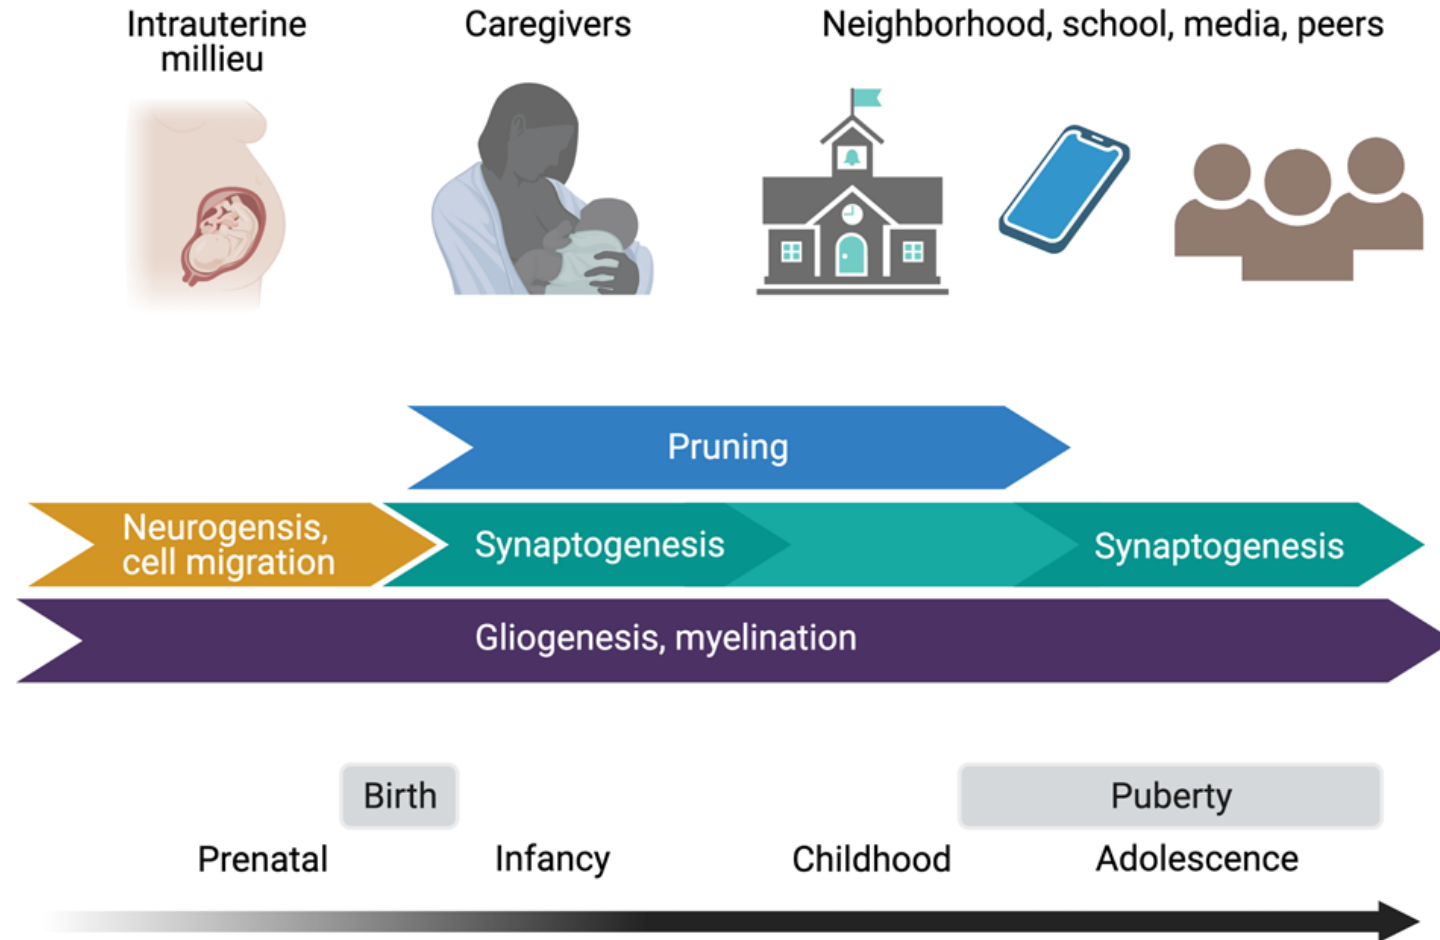 Intrauterine
millieu
Caregivers
Neighborhood, school, media, peers
Pruning
Neurogensis,
cell migration
Synaptogenesis
Synaptogenesis
Gliogenesis, myelination
Birth
Puberty
Prenatal
Infancy
Childhood
Adolescence